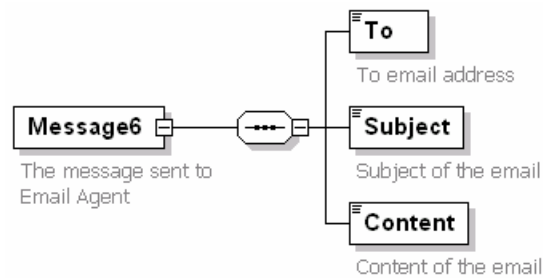 To
To email address
Message6
The message sent to
Email Agent
Subject
Subject of the email
Content
Content of the email